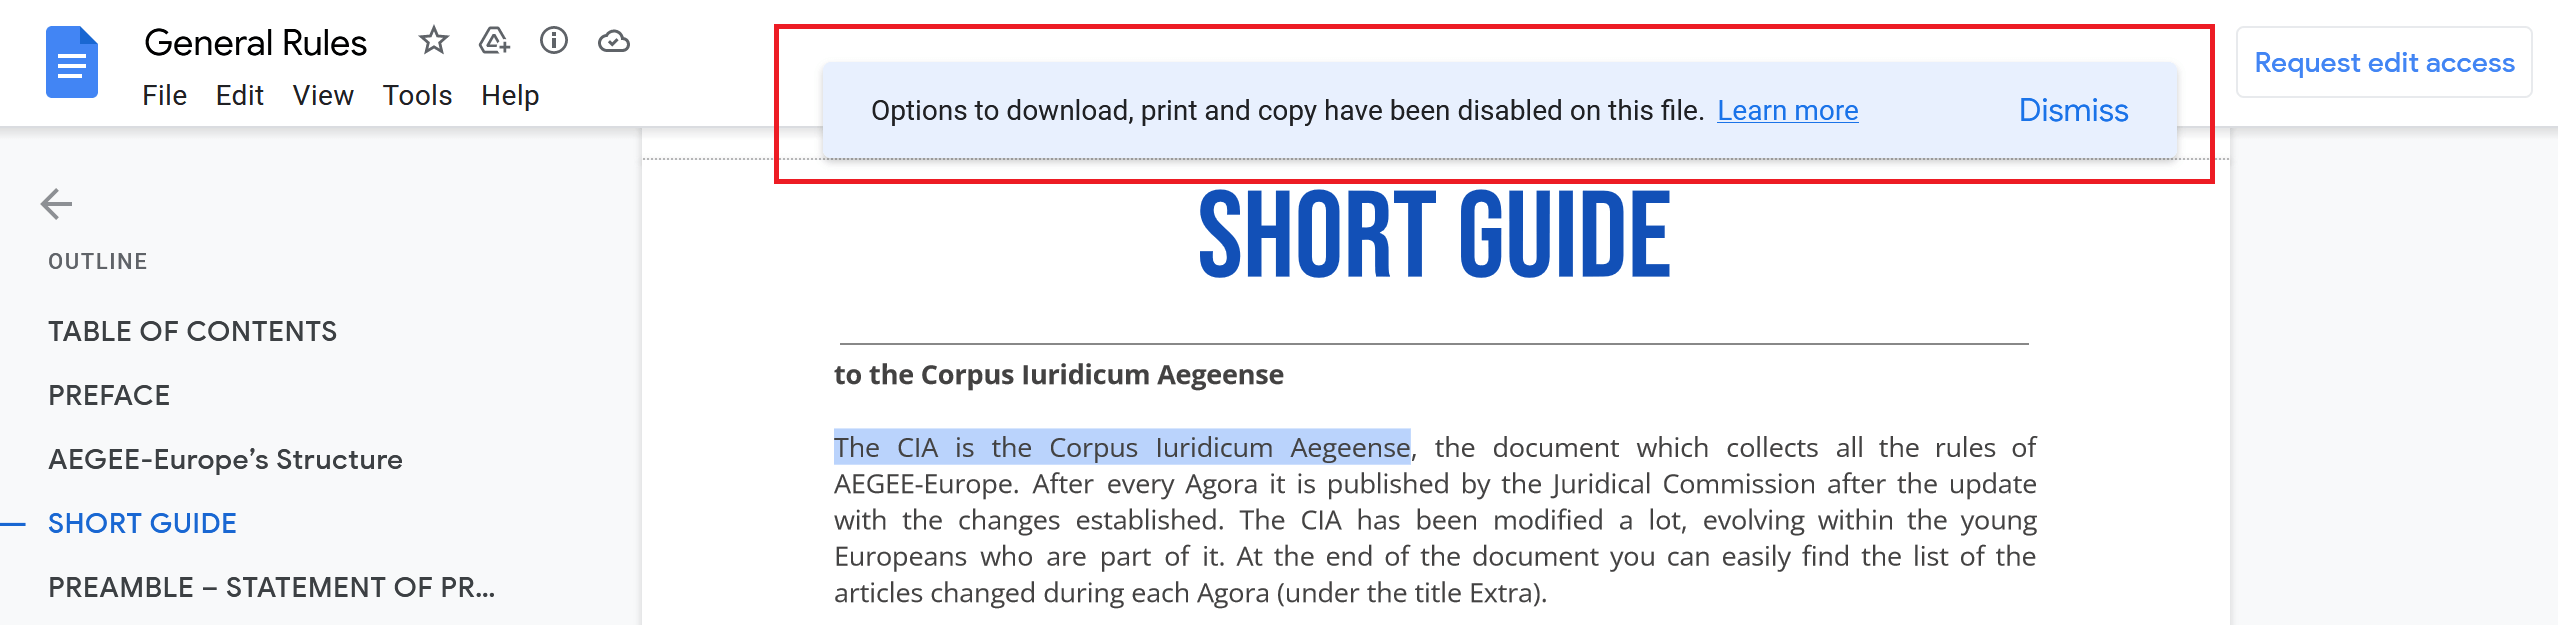 General Rules
File Edit View Tools Help
Options to download, print and copy have been disabled on this file. Learn more Dismiss
Request edit access
OUTLINE
TABLE OF CONTENTS
PREFACE
AEGEE-Europe’s Structure
SHORT GUIDE
PREAMBLE – STATEMENT OF PR...
SHORT GUIDE
to the Corpus Iuridicum Aegeense
The CIA is the Corpus Iuridicum Aegeense, the document which collects all the rules of
AEGEE-Europe. After every Agora it is published by the Juridical Commission after the update
with the changes established. The CIA has been modified a lot, evolving within the young
Europeans who are part of it. At the end of the document you can easily find the list of the
articles changed during each Agora (under the title Extra).